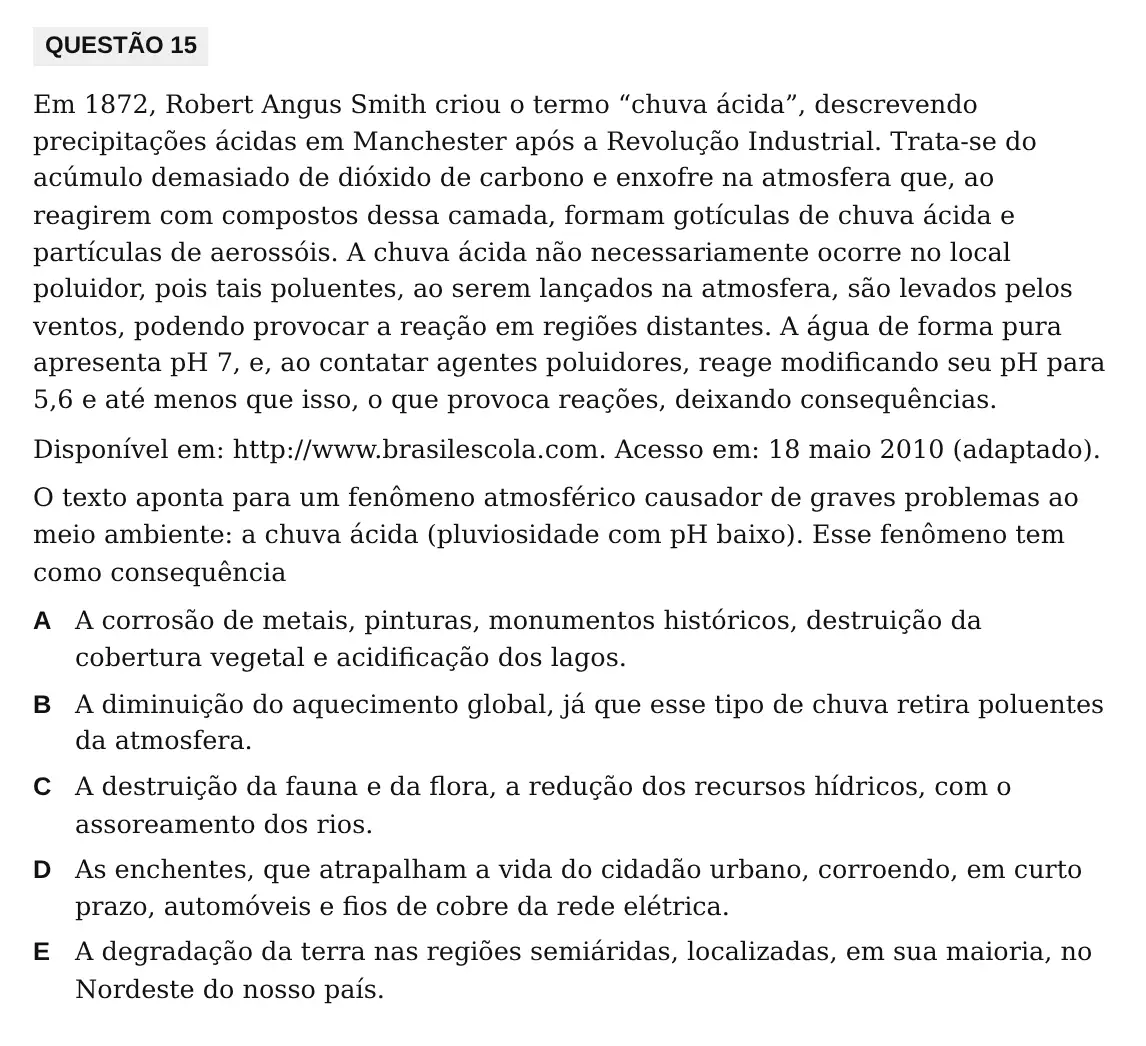 QUESTÃO 15
Em 1872, Robert Angus Smith criou o termo “chuva ácida”, descrevendo
precipitações ácidas em Manchester após a Revolução Industrial. Trata-se do
acúmulo demasiado de dióxido de carbono e enxofre na atmosfera que, ao
reagirem com compostos dessa camada, formam gotículas de chuva ácida e
partículas de aerossóis. A chuva ácida não necessariamente ocorre no local
poluidor, pois tais poluentes, ao serem lançados na atmosfera, são levados pelos
ventos, podendo provocar a reação em regiões distantes. A água de forma pura
apresenta pH 7, e, ao contatar agentes poluidores, reage modificando seu pH para
5,6 e até menos que isso, o que provoca reações, deixando consequências.
Disponível em: http://www.brasilescola.com. Acesso em: 18 maio 2010 (adaptado).
O texto aponta para um fenômeno atmosférico causador de graves problemas ao
meio ambiente: a chuva ácida (pluviosidade com pH baixo). Esse fenômeno tem
como consequência
A A corrosão de metais, pinturas, monumentos históricos, destruição da
cobertura vegetal e acidificação dos lagos.
B A diminuição do aquecimento global, já que esse tipo de chuva retira poluentes
da atmosfera.
C A destruição da fauna e da flora, a redução dos recursos hídricos, com o
assoreamento dos rios.
D As enchentes, que atrapalham a vida do cidadão urbano, corroendo, em curto
prazo, automóveis e fios de cobre da rede elétrica.
E A degradação da terra nas regiões semiáridas, localizadas, em sua maioria, no
Nordeste do nosso país.